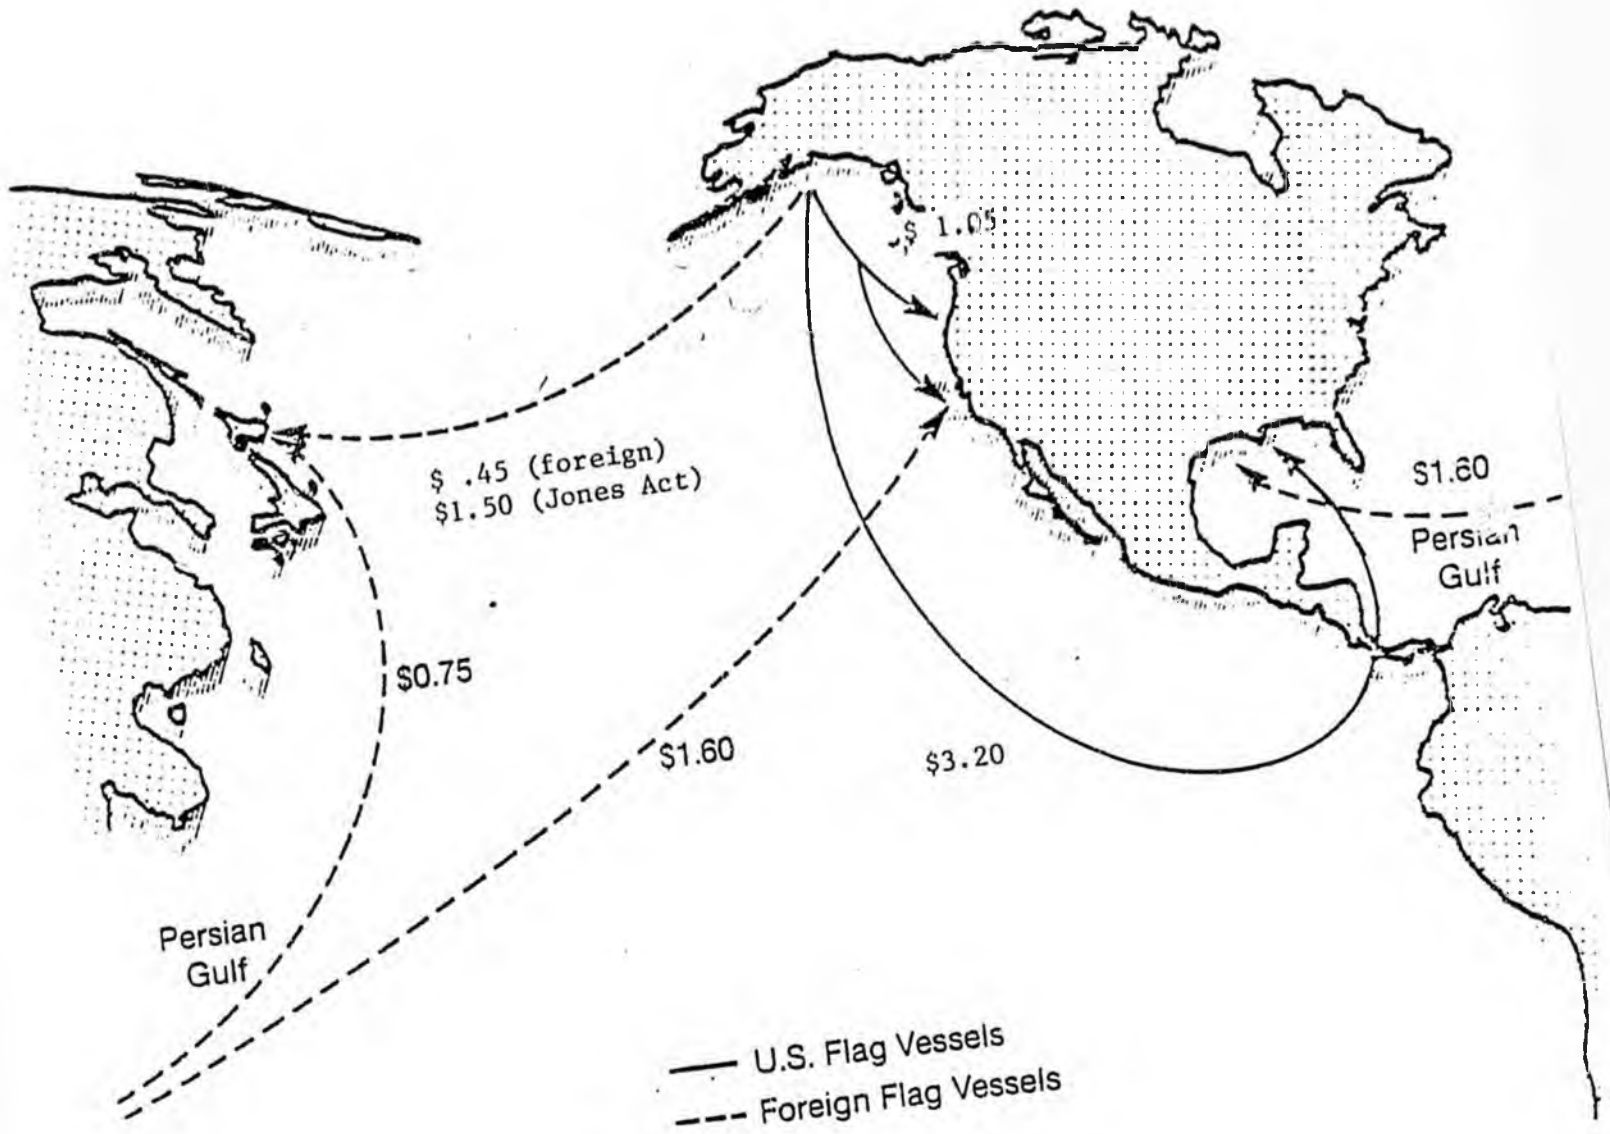 $ 1.05
$ .45 (foreign)
$1.50 (Jones Act)
$1.60
Persian
Gulf
$0.75
$1.60
$3.20
Persian
Gulf
U.S. Flag Vessels
Foreign Flag Vessels